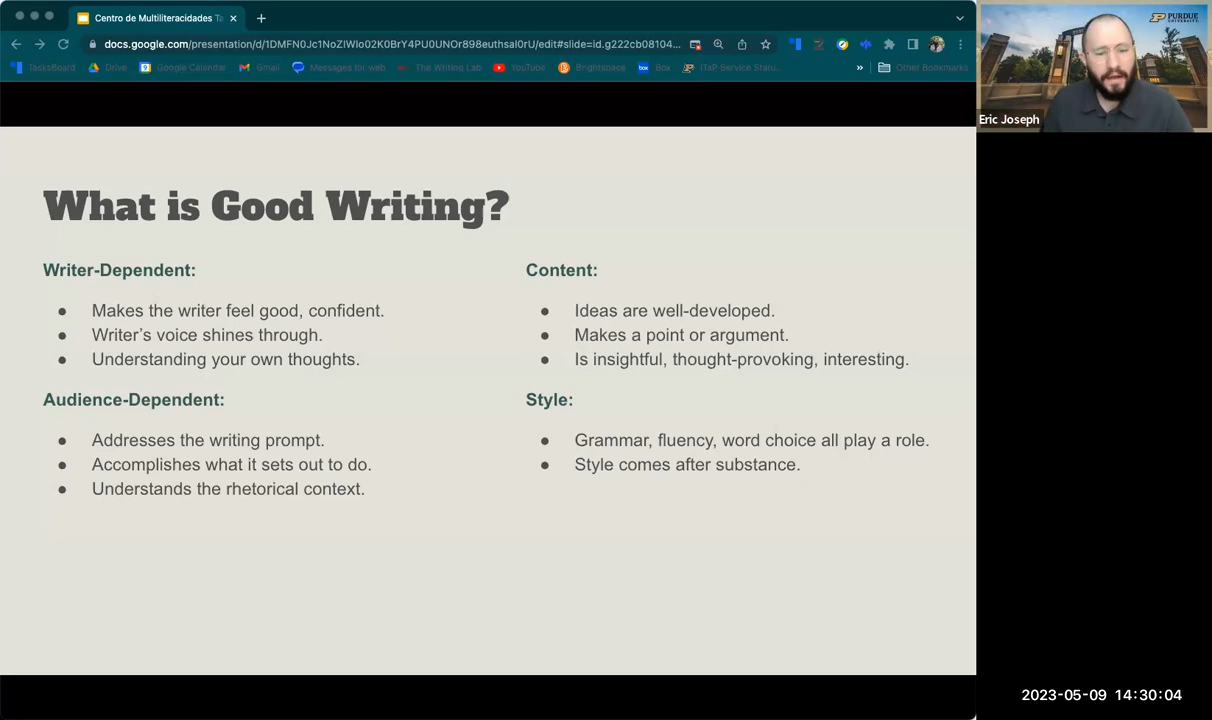 Centro de Multiliteracidades Ta
docs.google.com/presentation/d/1DMFN0Jc1NoZIWIo02K0BrY4PU0UNOr898euthsal0rU/edit#slide=id.g222cb08104...
TasksBoard Drive Google Calendar Gmail Messages for web The Writing Lab YouTube Brightspace box Box ITaP Service Statu... » Other Bookmarks
PURDUE
UNIVERSITY
Eric Joseph
What is Good Writing?
Writer-Dependent:
● Makes the writer feel good, confident.
● Writer's voice shines through.
● Understanding your own thoughts.
Audience-Dependent:
● Addresses the writing prompt.
● Accomplishes what it sets out to do.
● Understands the rhetorical context.
Content:
● Ideas are well-developed.
● Makes a point or argument.
● Is insightful, thought-provoking, interesting.
Style:
● Grammar, fluency, word choice all play a role.
● Style comes after substance.
2023-05-09 14:30:04